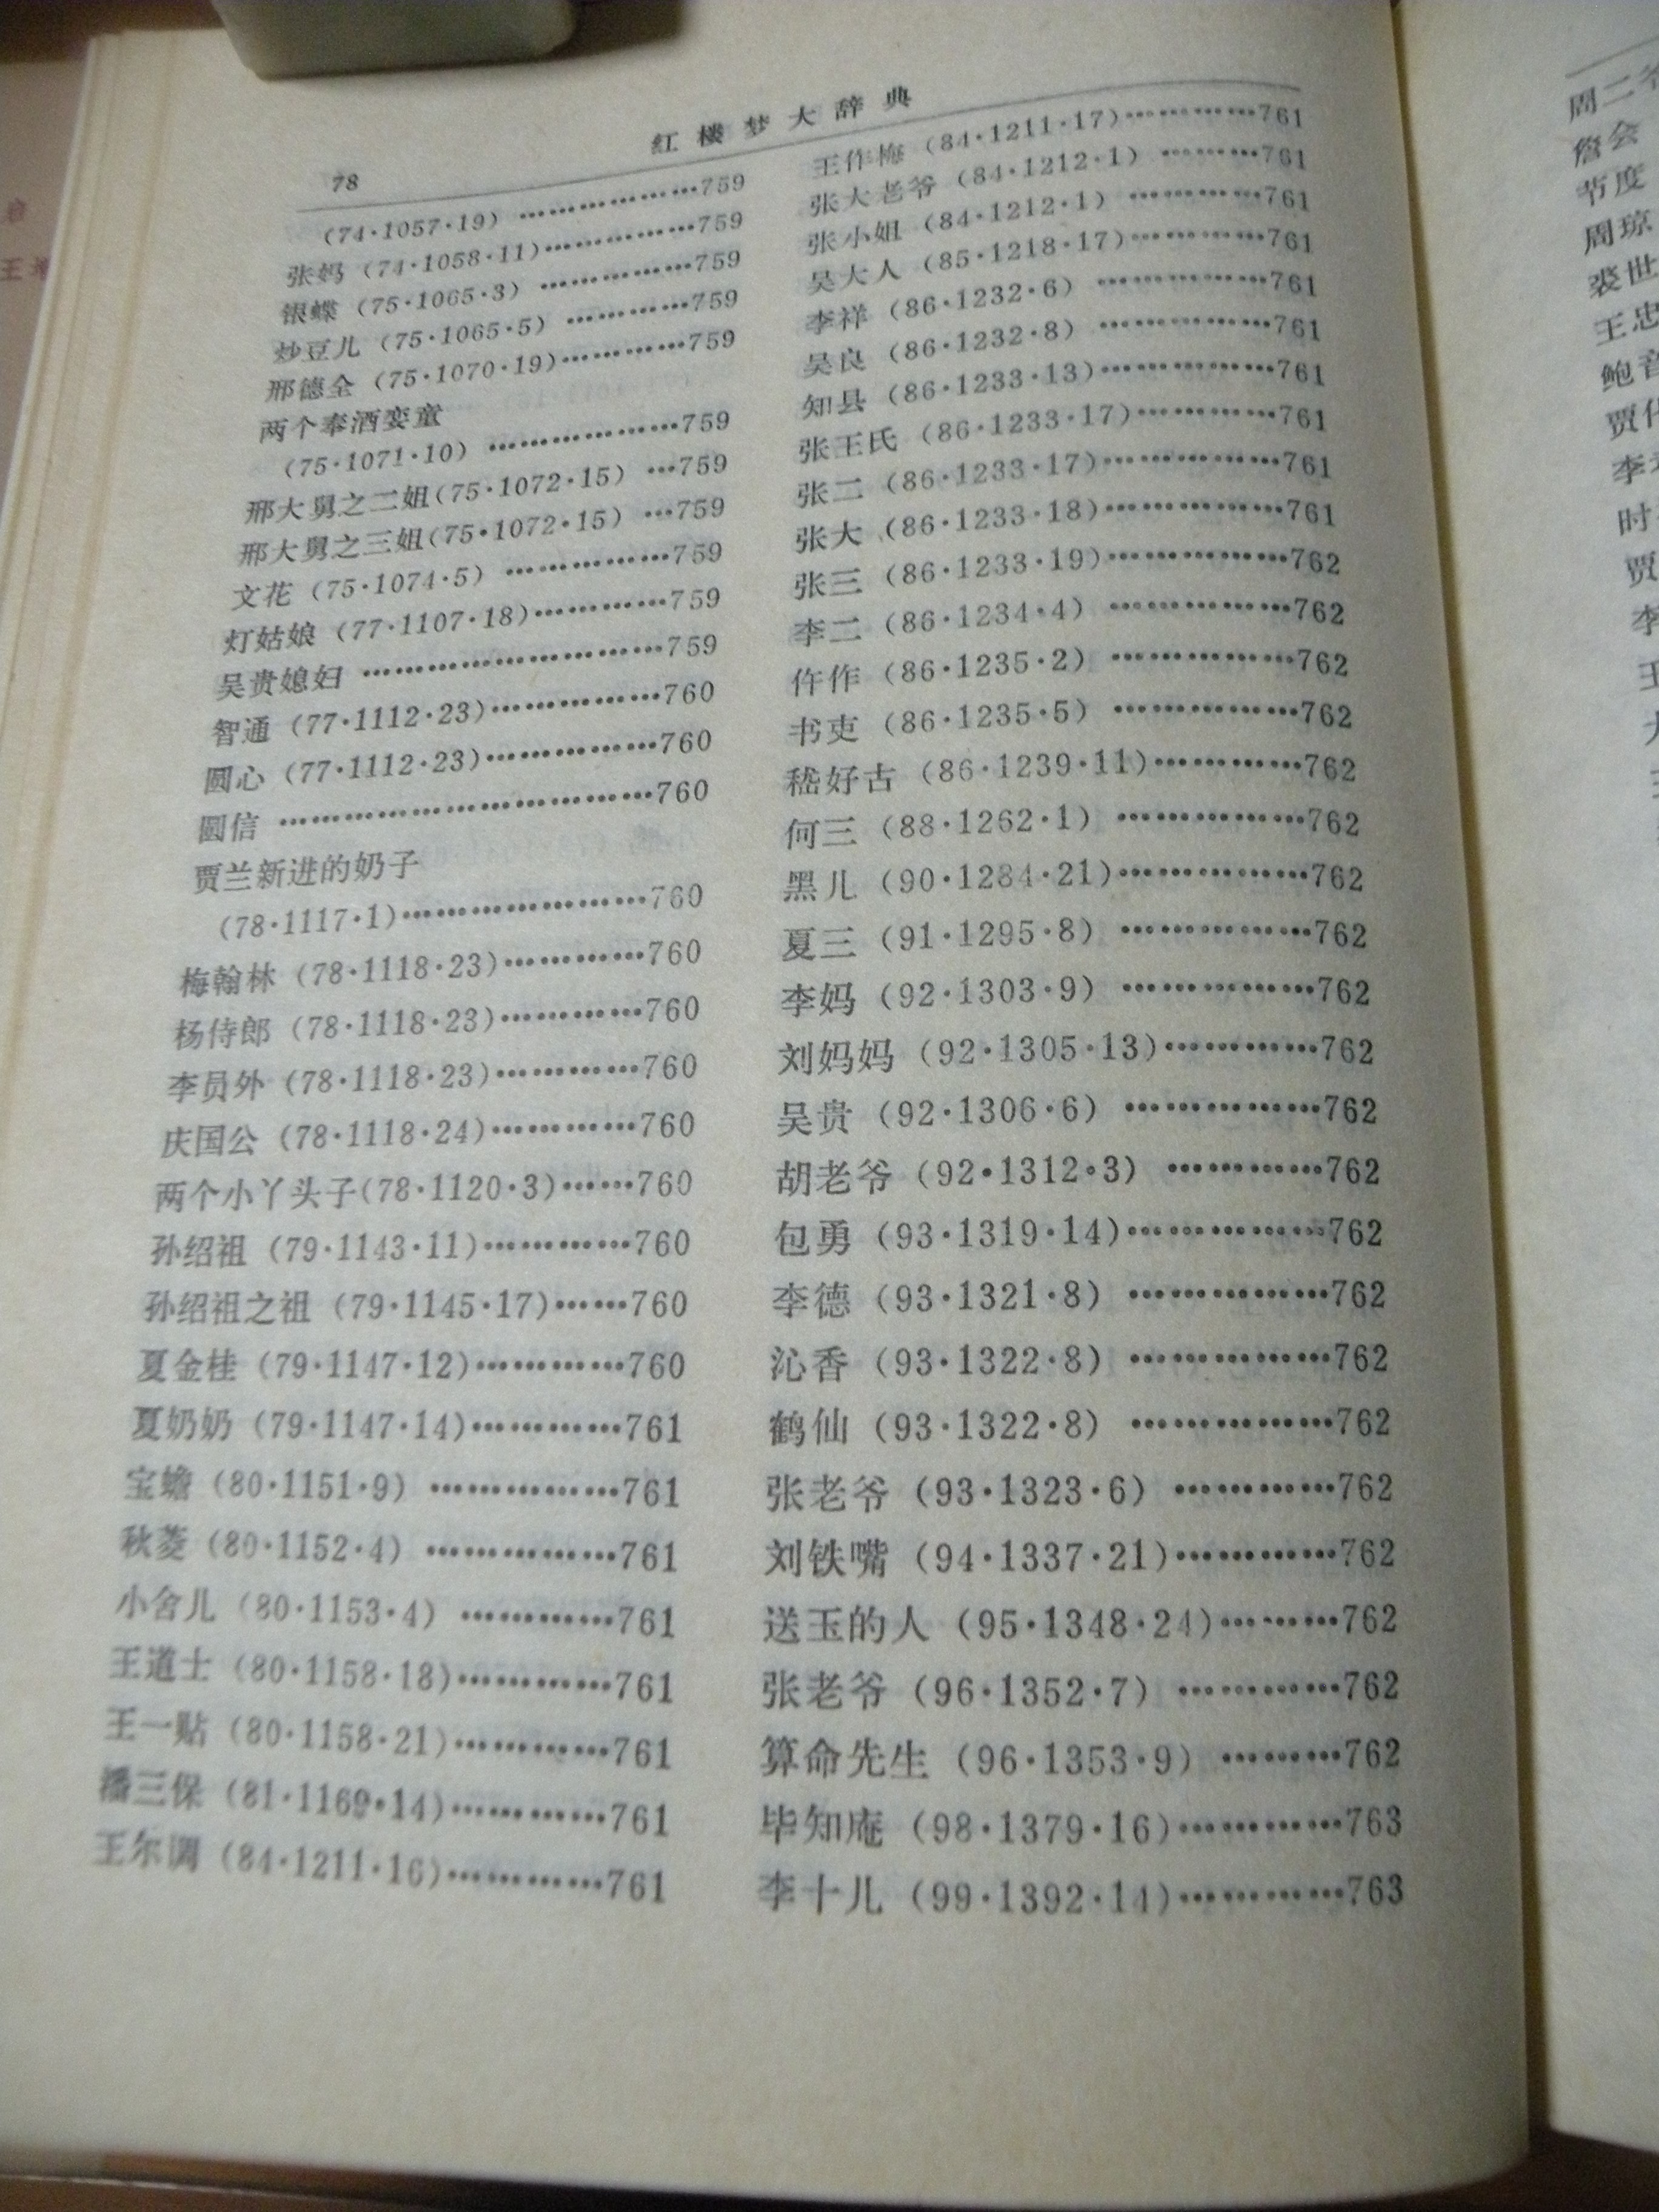 78
红楼梦大辞典
（74·1057·19）………………759
张妈（74·1058·11）……………759
银蝶（75·1065·3）……………759
炒豆儿（75·1065·5）…………759
邢德全（75·1070·19）…………759
两个奉酒娈童
（75·1071·10）………………759
邢大舅之二姐（75·1072·15）…759
邢大舅之三姐（75·1072·15）…759
文花（75·1074·5）……………759
灯姑娘（77·1107·18）…………759
吴贵媳妇………………………759
智通（77·1112·23）……………760
圆心（77·1112·23）……………760
圆信………………………………760
贾兰新进的奶子
（78·1117·1）…………………760
梅翰林（78·1118·23）…………760
杨侍郎（78·1118·23）…………760
李员外（78·1118·23）…………760
庆国公（78·1118·24）…………760
两个小丫头子（78·1120·3）……760
孙绍祖（79·1143·11）…………760
孙绍祖之祖（79·1145·17）……760
夏金桂（79·1147·12）…………760
夏奶奶（79·1147·14）…………761
宝蟾（80·1151·9）……………761
秋菱（80·1152·4）……………761
小舍儿（80·1153·4）…………761
王道士（80·1158·18）…………761
王一贴（80·1158·21）…………761
潘三保（81·1169·14）…………761
王尔调（84·1211·16）…………761
王作梅（84·1211·17）…………761
张大老爷（84·1212·1）………761
张小姐（84·1212·1）…………761
吴大人（85·1218·17）…………761
李祥（86·1232·6）……………761
吴良（86·1232·8）……………761
知县（86·1233·13）……………761
张王氏（86·1233·17）…………761
张二（86·1233·17）……………761
张大（86·1233·18）……………761
张三（86·1233·19）……………762
李二（86·1234·4）……………762
仵作（86·1235·2）……………762
书吏（86·1235·5）……………762
嵇好古（86·1239·11）…………762
何三（88·1262·1）……………762
黑儿（90·1284·21）……………762
夏三（91·1295·8）……………762
李妈（92·1303·9）……………762
刘妈妈（92·1305·13）…………762
吴贵（92·1306·6）……………762
胡老爷（92·1312·3）…………762
包勇（93·1319·14）……………762
李德（93·1321·8）……………762
沁香（93·1322·8）……………762
鹤仙（93·1322·8）……………762
张老爷（93·1323·6）…………762
刘铁嘴（94·1337·21）…………762
送玉的人（95·1348·24）………762
张老爷（96·1352·7）…………762
算命先生（96·1353·9）………762
毕知庵（98·1379·16）…………763
李十儿（99·1392·14）…………763
周二
詹会
节度
周琼
裘世
王忠
鲍音
贾
李
时
贾
李
王